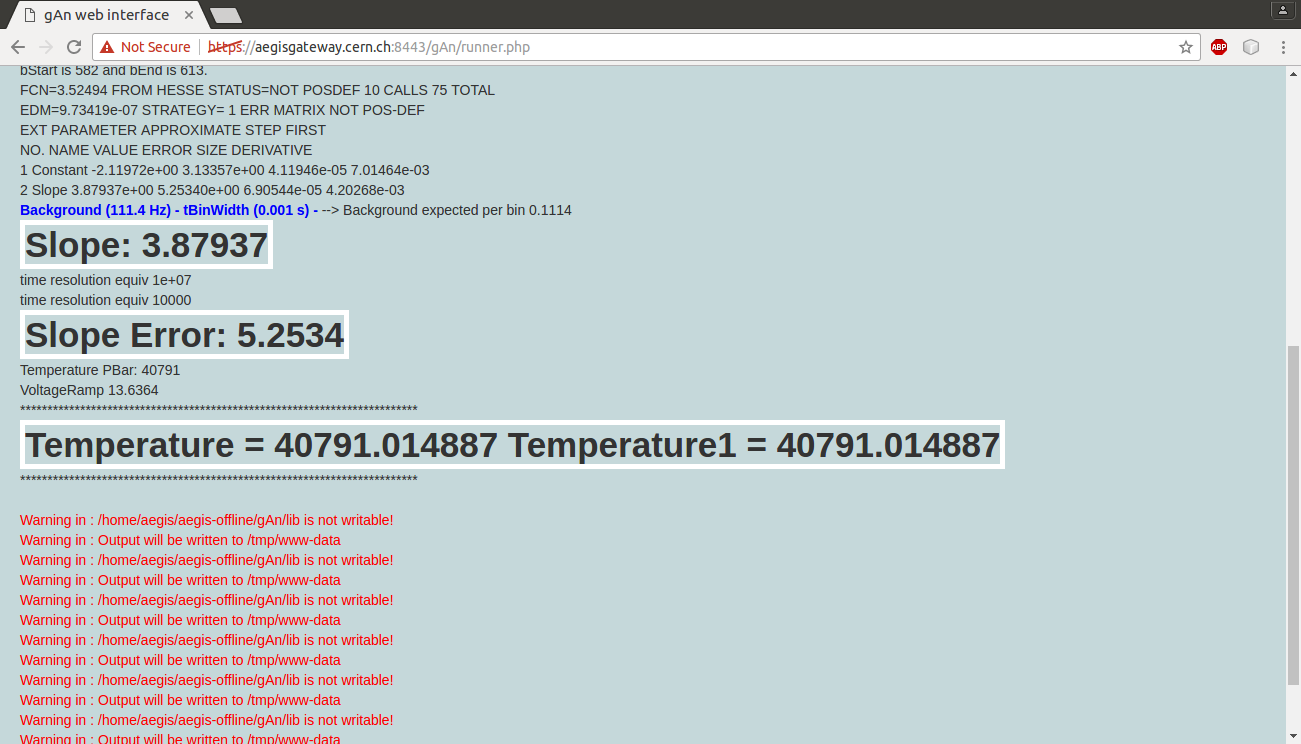 gAn web interface
Not Secure https://aegisgateway.cern.ch:8443/gAn/runner.php
ABP
bStart is 582 and bEnd is 613.
FCN=3.52494 FROM HESSE STATUS=NOT POSDEF 10 CALLS 75 TOTAL
EDM=9.73419e-07 STRATEGY= 1 ERR MATRIX NOT POS-DEF
EXT PARAMETER APPROXIMATE STEP FIRST
NO. NAME VALUE ERROR SIZE DERIVATIVE
1 Constant -2.11972e+00 3.13357e+00 4.11946e-05 7.01464e-03
2 Slope 3.87937e+00 5.25340e+00 6.90544e-05 4.20268e-03
Background (111.4 Hz) - tBinWidth (0.001 s) - --> Background expected per bin 0.1114
Slope: 3.87937
time resolution equiv 1e+07
time resolution equiv 10000
Slope Error: 5.2534
Temperature PBar: 40791
VoltageRamp 13.6364
*************************************************************************
Temperature = 40791.014887 Temperature1 = 40791.014887
*************************************************************************
Warning in : /home/aegis/aegis-offline/gAn/lib is not writable!
Warning in : Output will be written to /tmp/www-data
Warning in : /home/aegis/aegis-offline/gAn/lib is not writable!
Warning in : Output will be written to /tmp/www-data
Warning in : /home/aegis/aegis-offline/gAn/lib is not writable!
Warning in : Output will be written to /tmp/www-data
Warning in : /home/aegis/aegis-offline/gAn/lib is not writable!
Warning in : Output will be written to /tmp/www-data
Warning in : /home/aegis/aegis-offline/gAn/lib is not writable!
Warning in : Output will be written to /tmp/www-data
Warning in : /home/aegis/aegis-offline/gAn/lib is not writable!
Warning in : Output will be written to /tmp/www-data